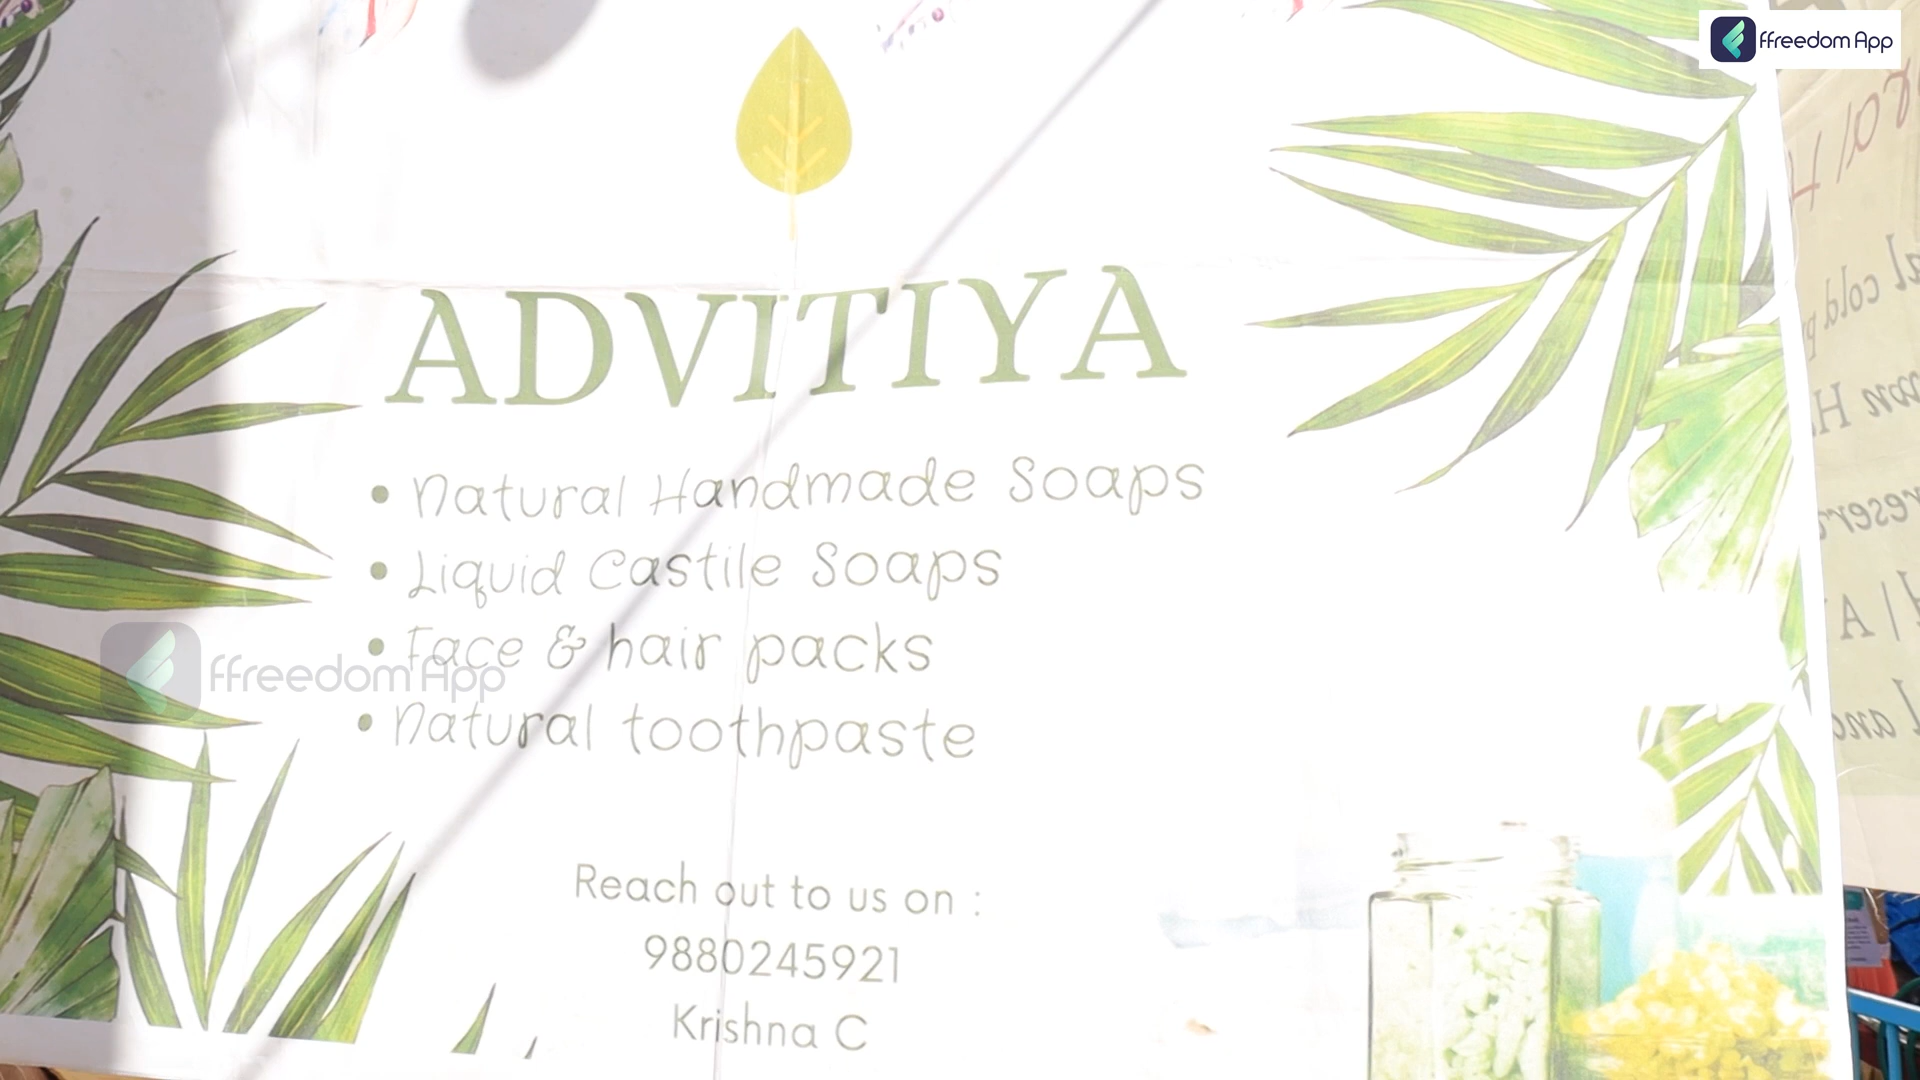 ffreedom App
ADVITIYA
• Natural Handmade Soaps
• Liquid Castile Soaps
• Face & hair packs
ffreedom App
• Natural toothpaste
Reach out to us on :
9880245921
Krishna C